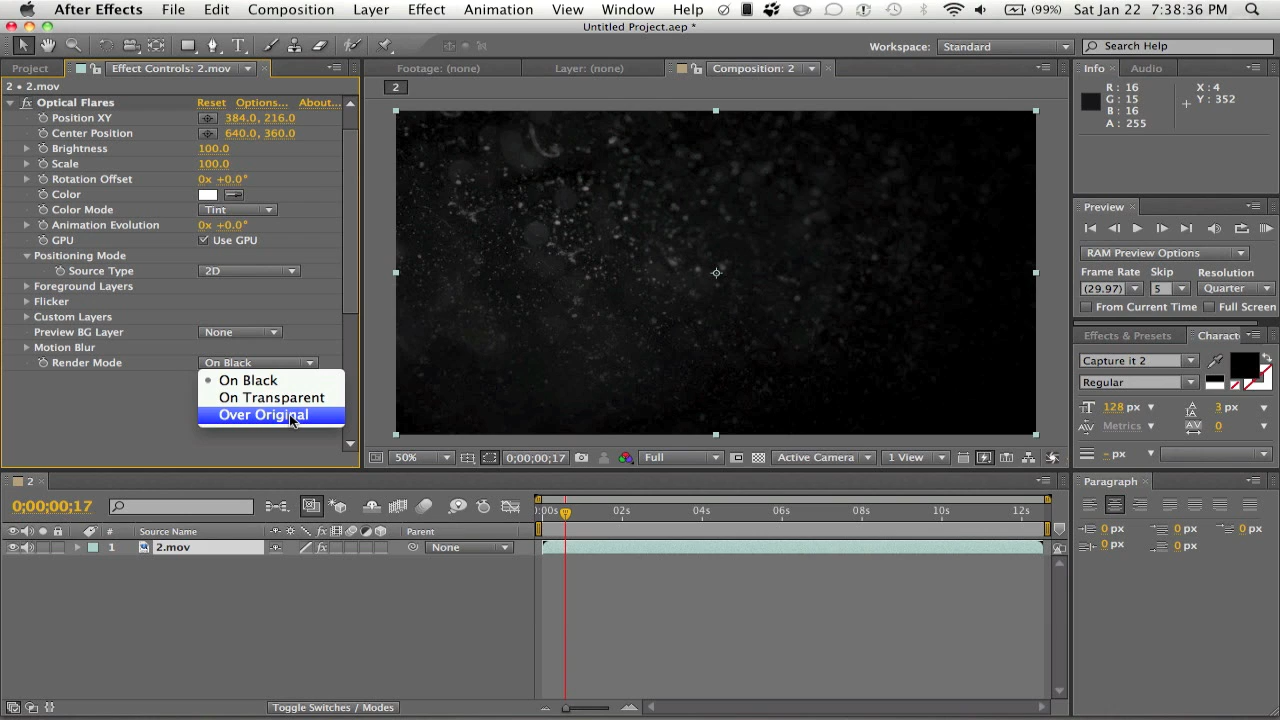 After Effects File Edit Composition Layer Effect Animation View Window Help (99%) Sat Jan 22 7:38:36 PM
Untitled Project.aep *
Workspace: Standard Search Help
Project Effect Controls: 2.mov Footage: (none) Layer: (none) Composition: 2 Info Audio
2 • 2.mov
2
fx Optical Flares Reset Options... About...
Position XY 384.0, 216.0
Center Position 640.0, 360.0
Brightness 100.0
Scale 100.0
Rotation Offset 0x +0.0°
Color
Color Mode Tint
Animation Evolution 0x +0.0°
GPU Use GPU
Positioning Mode
Source Type 2D
Foreground Layers
Flicker
Custom Layers
Preview BG Layer None
Motion Blur
Render Mode On Black
On Black
On Transparent
Over Original
R: 16 X: 4
G: 15 Y: 352
B: 16
A: 255
Preview
RAM Preview Options
Frame Rate Skip Resolution
(29.97) 5 Quarter
From Current Time Full Screen
Effects & Presets Charact
Capture it 2
Regular
128 px 3 px
Metrics 0
- px
50% 0;00;00;17 Full Active Camera 1 View
Paragraph
0 px 0 px 0 px
0 px 0 px
2
0;00;00;17
:00s 02s 04s 06s 08s 10s 12s
# Source Name fx Parent
1 2.mov fx None
Toggle Switches / Modes